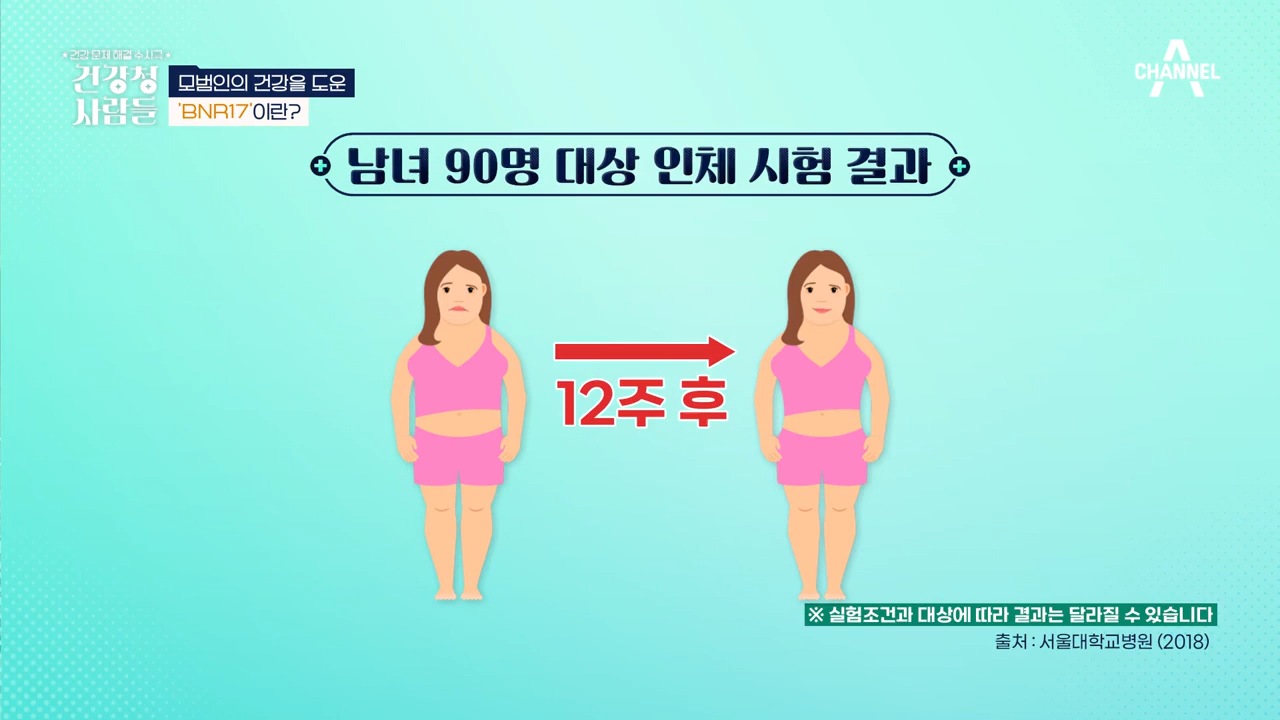 건강 문제 해결 수사극
건강청
사람들
모범인의 건강을 도운
'BNR17'이란?
CHANNEL A
남녀 90명 대상 인체 시험 결과
12주 후
※ 실험조건과 대상에 따라 결과는 달라질 수 있습니다
출처 : 서울대학교병원 (2018)